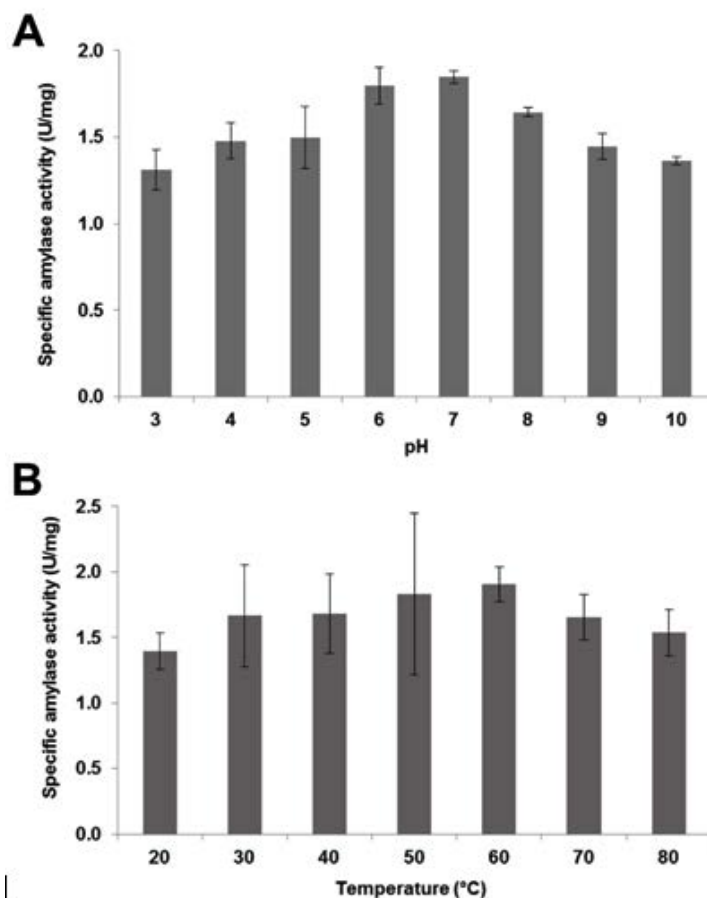 A
Specific amylase activity (U/mg)
2.0
1.5
1.0
0.5
0.0
3 4 5 6 7 8 9 10
pH
B
Specific amylase activity (U/mg)
2.5
2.0
1.5
1.0
0.5
0.0
20 30 40 50 60 70 80
Temperature (°C)